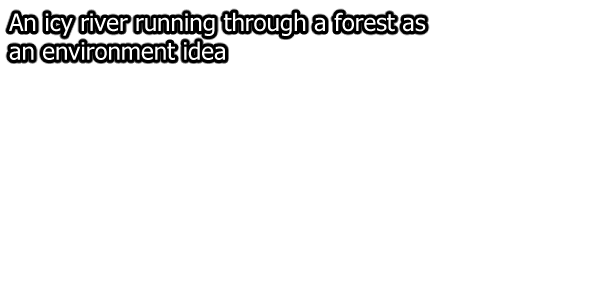 An icy river running through a forest as
an environment idea